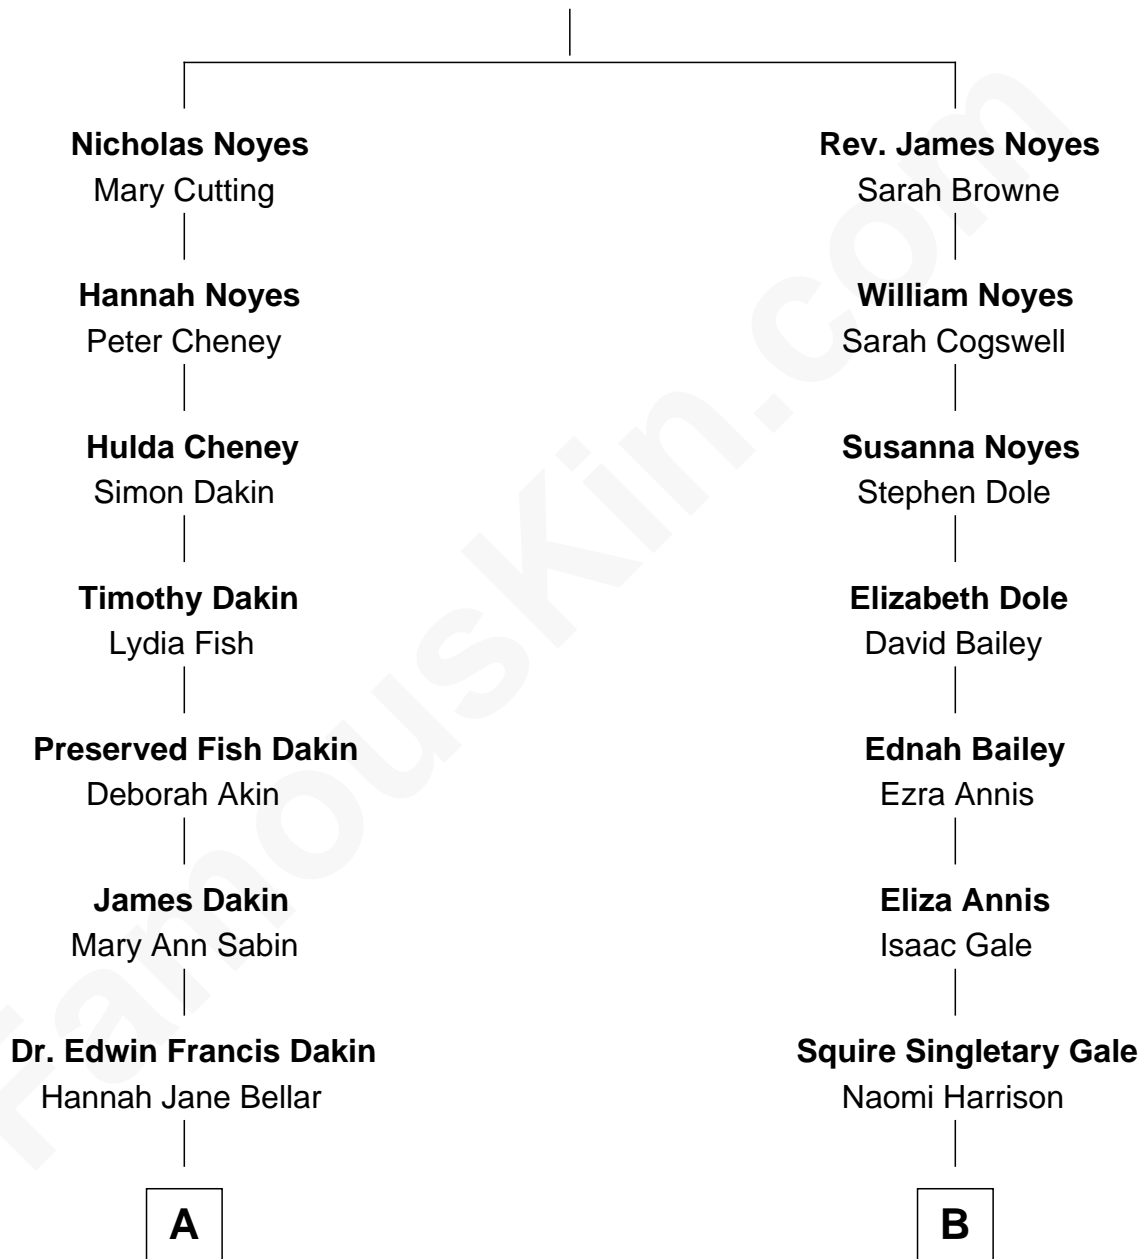 Nicholas Noyes
Mary Cutting
Hannah Noyes
Peter Cheney
Hulda Cheney
Simon Dakin
Timothy Dakin
Lydia Fish
Preserved Fish Dakin
Deborah Akin
James Dakin
Mary Ann Sabin
Dr. Edwin Francis Dakin
Hannah Jane Bellar
A
Rev. James Noyes
Sarah Browne
William Noyes
Sarah Cogswell
Susanna Noyes
Stephen Dole
Elizabeth Dole
David Bailey
Ednah Bailey
Ezra Annis
Eliza Annis
Isaac Gale
Squire Singletary Gale
Naomi Harrison
B
FamousKin.com